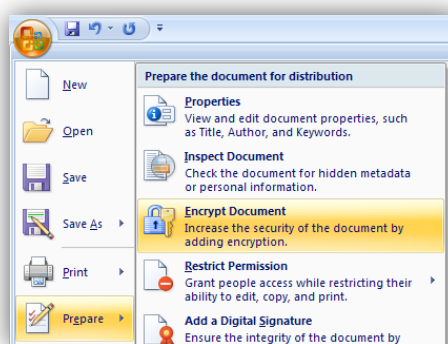 New
Open
Save
Save As
Print
Prepare
Prepare the document for distribution
Properties
View and edit document properties, such
as Title, Author, and Keywords.
Inspect Document
Check the document for hidden metadata
or personal information.
Encrypt Document
Increase the security of the document by
adding encryption.
Restrict Permission
Grant people access while restricting their
ability to edit, copy, and print.
Add a Digital Signature
Ensure the integrity of the document by